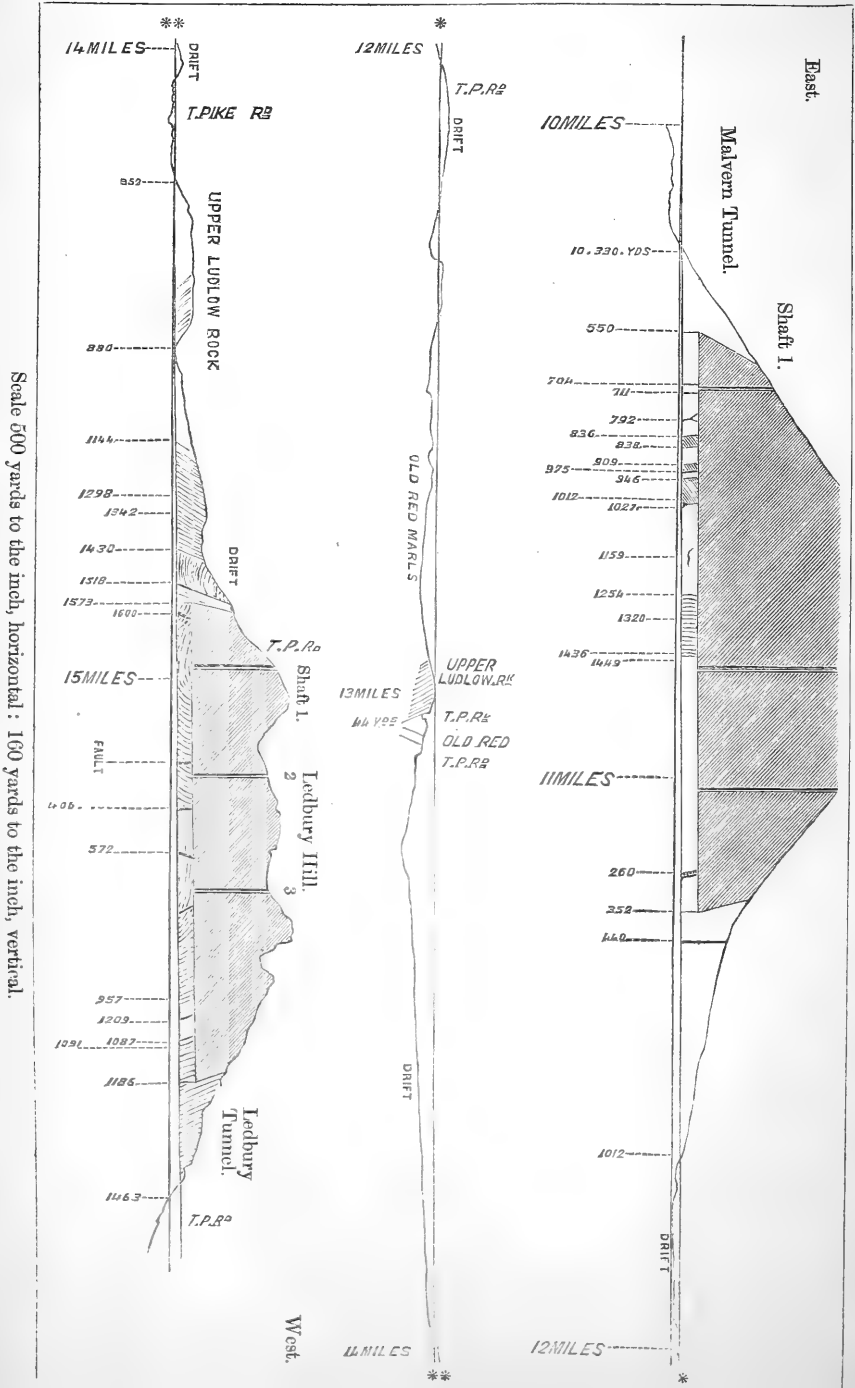 East.
Malvern Tunnel.
Shaft 1.
10MILES
10.330.YDS
550
704
711
792
836
838
909
975
946
1012
1027
1159
1254
1320
1436
1449
11MILES
260
352
440
1012
DRIFT
12MILES
*
*
12MILES
T.P.RD
DRIFT
OLD RED MARLS
UPPER
LUDLOW.RK
13MILES
44 YDS
T.P.RK
OLD RED
T.P.RD
DRIFT
14MILES
**
**
14MILES
DRIFT
T.PIKE RD
652
UPPER LUDLOW ROCK
880
1144
1298
1342
1430
1518
1573
1600
DRIFT
T.P.RD
Shaft 1.
15MILES
FAULT
2
Ledbury Hill.
406
572
3
957
1209
1087
1091
1186
Ledbury
Tunnel.
1463
T.P.RD
West.
Scale 500 yards to the inch, horizontal: 160 yards to the inch, vertical.